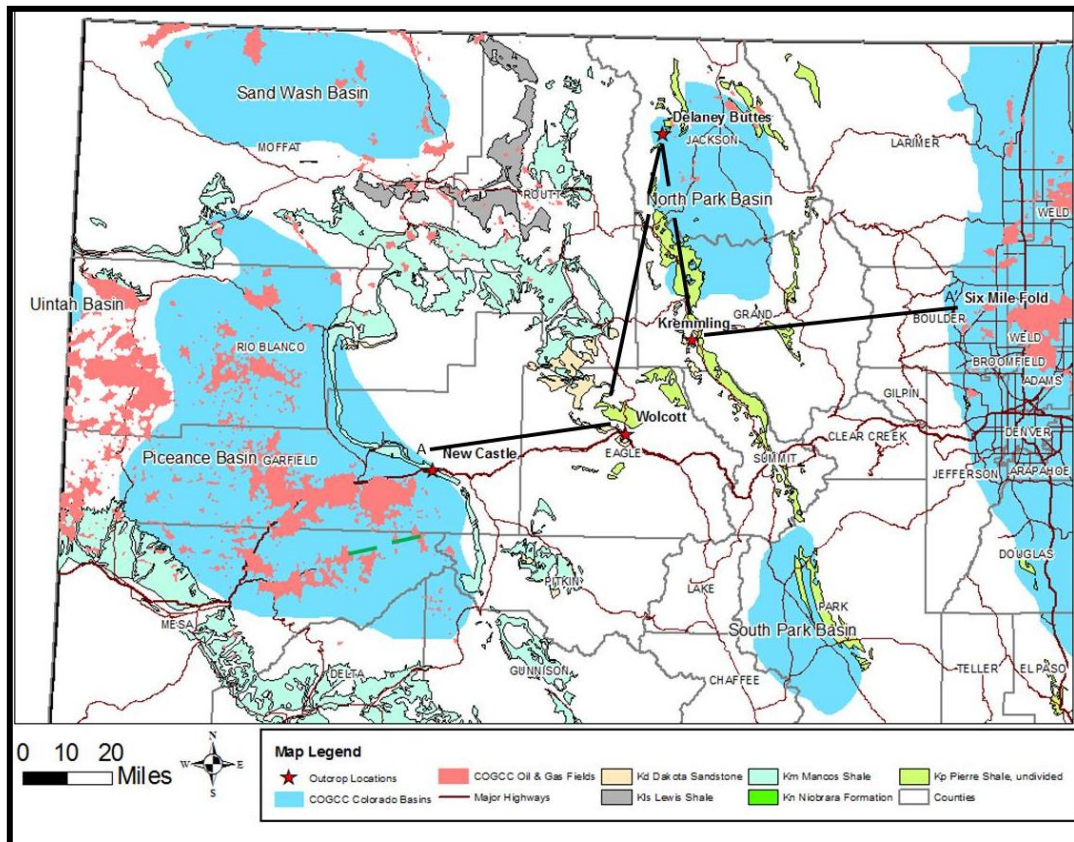 Sand Wash Basin
MOFFAT
ROUTT
Delaney Buttes
JACKSON
LARIMER
North Park Basin
WELD
Uintah Basin
RIO BLANCO
Kremmling
GRAND
A' Six Mile Fold
BOULDER
WELD
BROOMFIELD
ADAMS
GILPIN
Wolcott
A
New Castle
EAGLE
CLEAR CREEK
DENVER
Piceance Basin
GARFIELD
SUMMIT
JEFFERSON
ARAPAHOE
DOUGLAS
PITKIN
LAKE
PARK
MESA
South Park Basin
DELTA
GUNNISON
CHAFFEE
TELLER
EL PASO
0 10 20
Miles
N
W E
S
Map Legend
Outcrop Locations
COGCC Oil & Gas Fields
Kd Dakota Sandstone
Km Mancos Shale
Kp Pierre Shale, undivided
COGCC Colorado Basins
Major Highways
Kls Lewis Shale
Kn Niobrara Formation
Counties